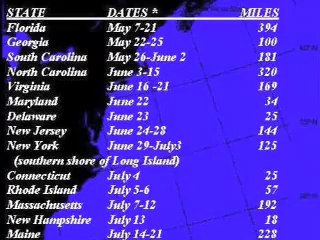 STATE DATES * MILES
Florida May 7-21 394
Georgia May 22-25 100
South Carolina May 26-June 2 181
North Carolina June 3-15 320
Virginia June 16 -21 169
Maryland June 22 34
Delaware June 23 25
New Jersey June 24-28 144
New York June 29-July3 125
(southern shore of Long Island)
Connecticut July 4 25
Rhode Island July 5-6 57
Massachusetts July 7-12 192
New Hampshire July 13 18
Maine July 14-21 228